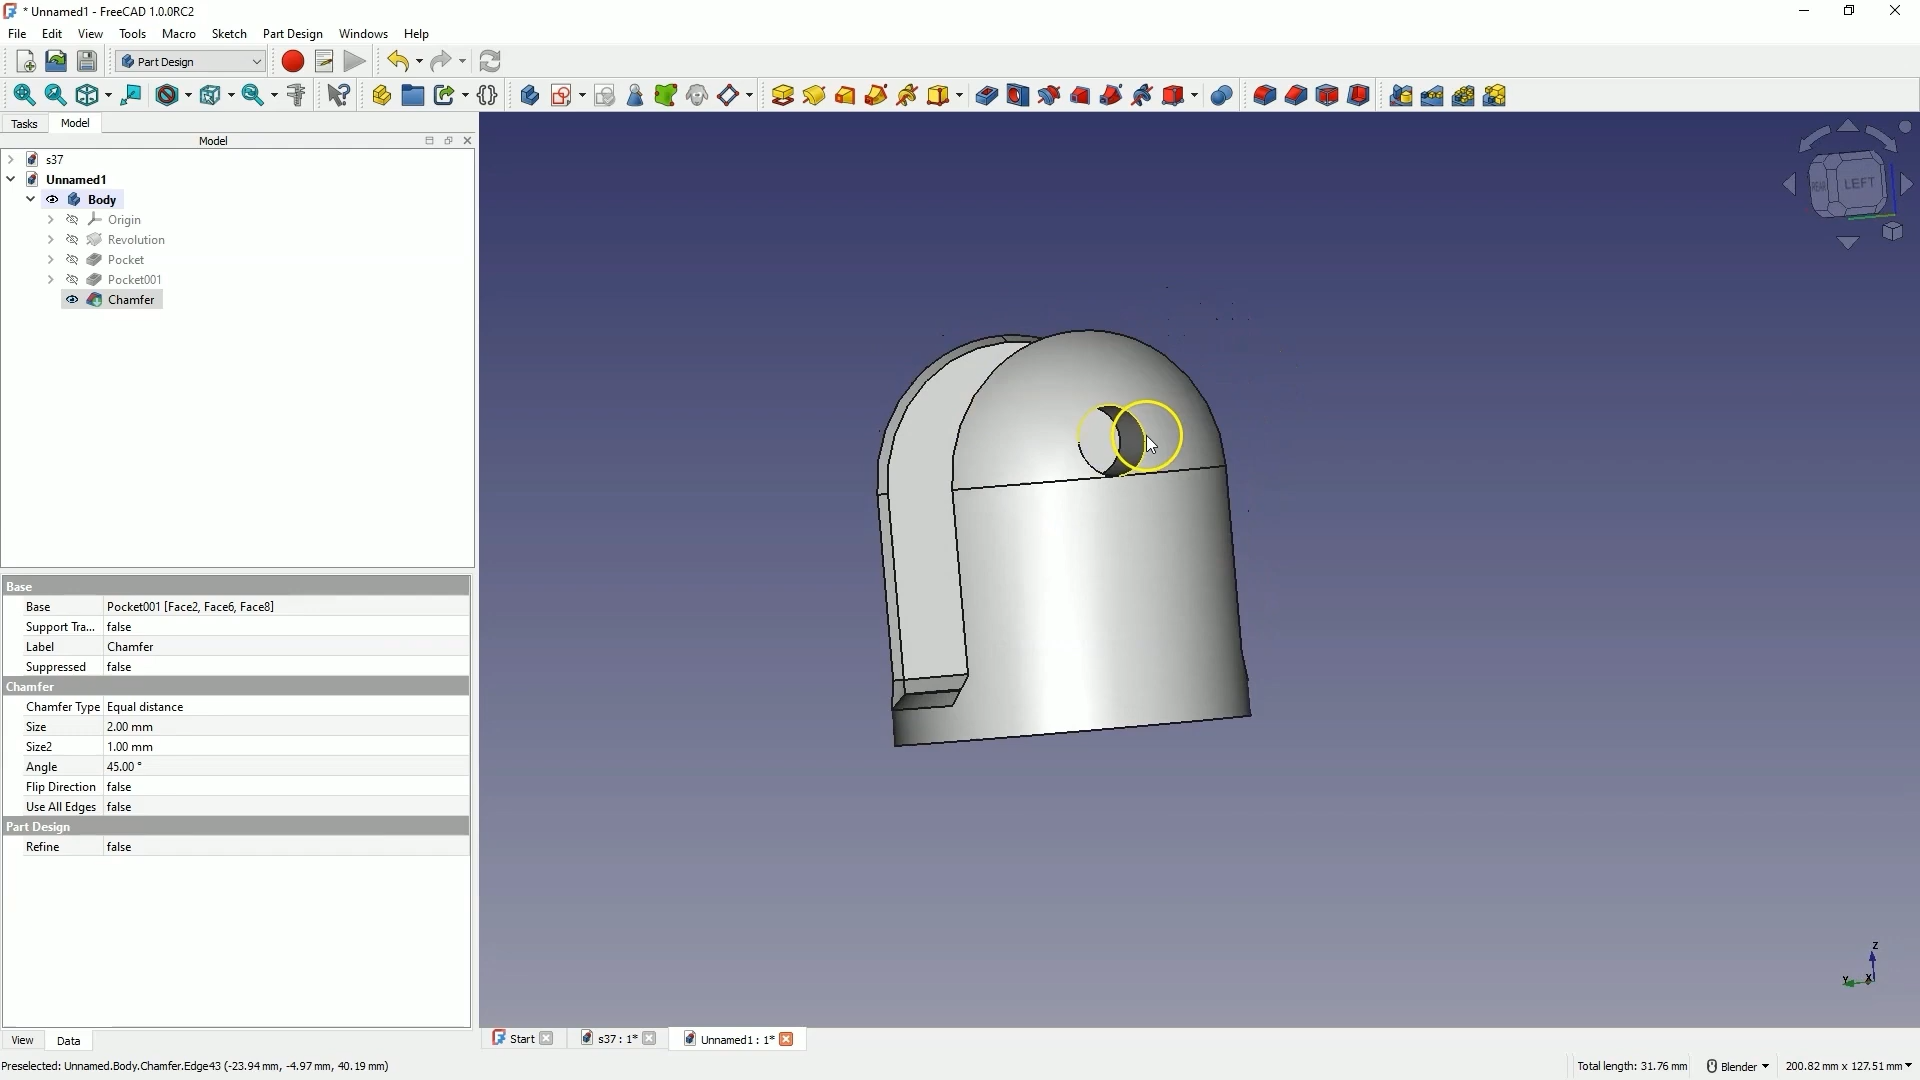 * Unnamed1 - FreeCAD 1.0.0RC2
File Edit View Tools Macro Sketch Part Design Windows Help
Part Design
Tasks Model
Model
s37
Unnamed1
Body
Origin
Revolution
Pocket
Pocket001
Chamfer
LEFT
REAR
Base
Base Pocket001 [Face2, Face6, Face8]
Support Tra... false
Label Chamfer
Suppressed false
Chamfer
Chamfer Type Equal distance
Size 2.00 mm
Size2 1.00 mm
Angle 45.00 °
Flip Direction false
Use All Edges false
Part Design
Refine false
Z
Y X
View Data
Start s37 : 1* Unnamed1 : 1*
Preselected: Unnamed.Body.Chamfer.Edge43 (-23.94 mm, -4.97 mm, 40.19 mm) Total length: 31.76 mm Blender 200.82 mm x 127.51 mm